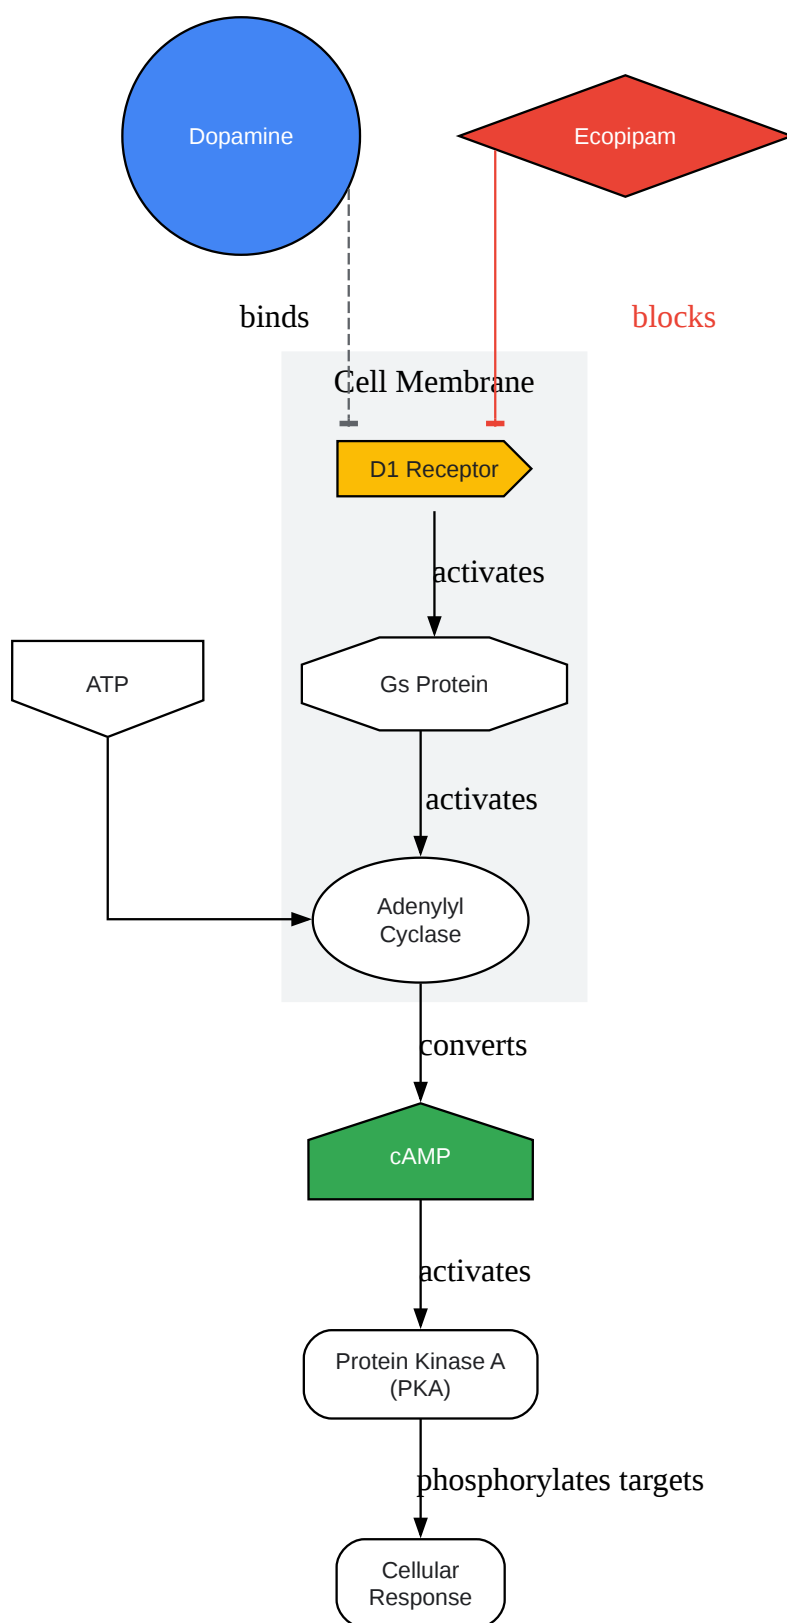 Dopamine
Ecopipam
binds
blocks
Cell Membrane
D1 Receptor
activates
ATP
Gs Protein
activates
Adenylyl
Cyclase
converts
cAMP
activates
Protein Kinase A
(PKA)
phosphorylates targets
Cellular
Response